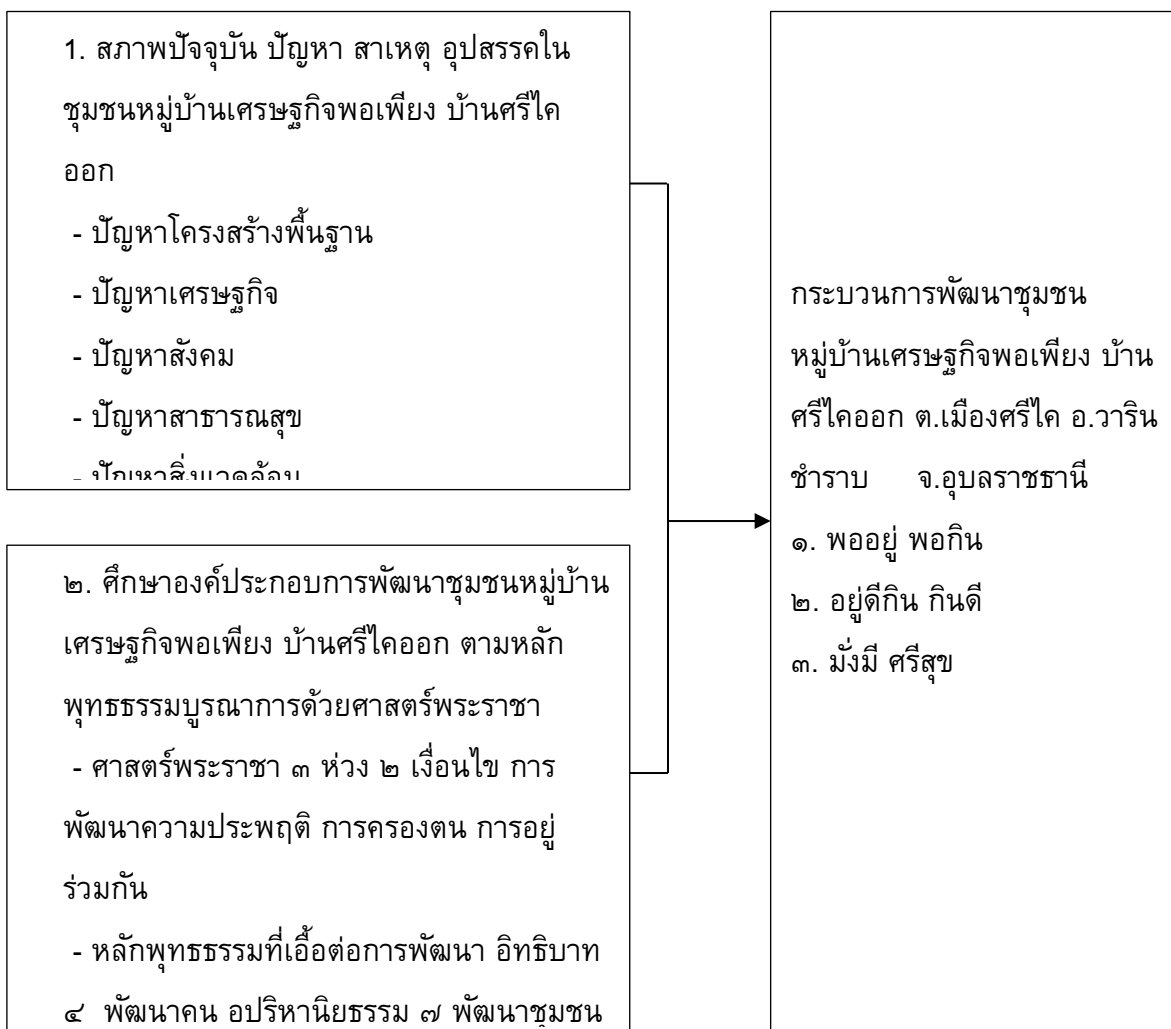 1. สภาพปัจจุบัน ปัญหา สาเหตุ อุปสรรคใน
ชุมชนหมู่บ้านเศรษฐกิจพอเพียง บ้านศรีไค
ออก
- ปัญหาโครงสร้างพื้นฐาน
- ปัญหาเศรษฐกิจ
- ปัญหาสังคม
- ปัญหาสาธารณสุข
- ปัญหาสิ่งแวดล้อม
๒. ศึกษาองค์ประกอบการพัฒนาชุมชนหมู่บ้าน
เศรษฐกิจพอเพียง บ้านศรีไคออก ตามหลัก
พุทธธรรมบูรณาการด้วยศาสตร์พระราชา
- ศาสตร์พระราชา ๓ ห่วง ๒ เงื่อนไข การ
พัฒนาความประพฤติ การครองตน การอยู่
ร่วมกัน
- หลักพุทธธรรมที่เอื้อต่อการพัฒนา อิทธิบาท
๔ พัฒนาคน อปริหานิยธรรม ๗ พัฒนาชุมชน
กระบวนการพัฒนาชุมชน
หมู่บ้านเศรษฐกิจพอเพียง บ้าน
ศรีไคออก ต.เมืองศรีไค อ.วาริน
ชำราบ จ.อุบลราชธานี
๑. พออยู่ พอกิน
๒. อยู่ดีกิน กินดี
๓. มั่งมี ศรีสุข